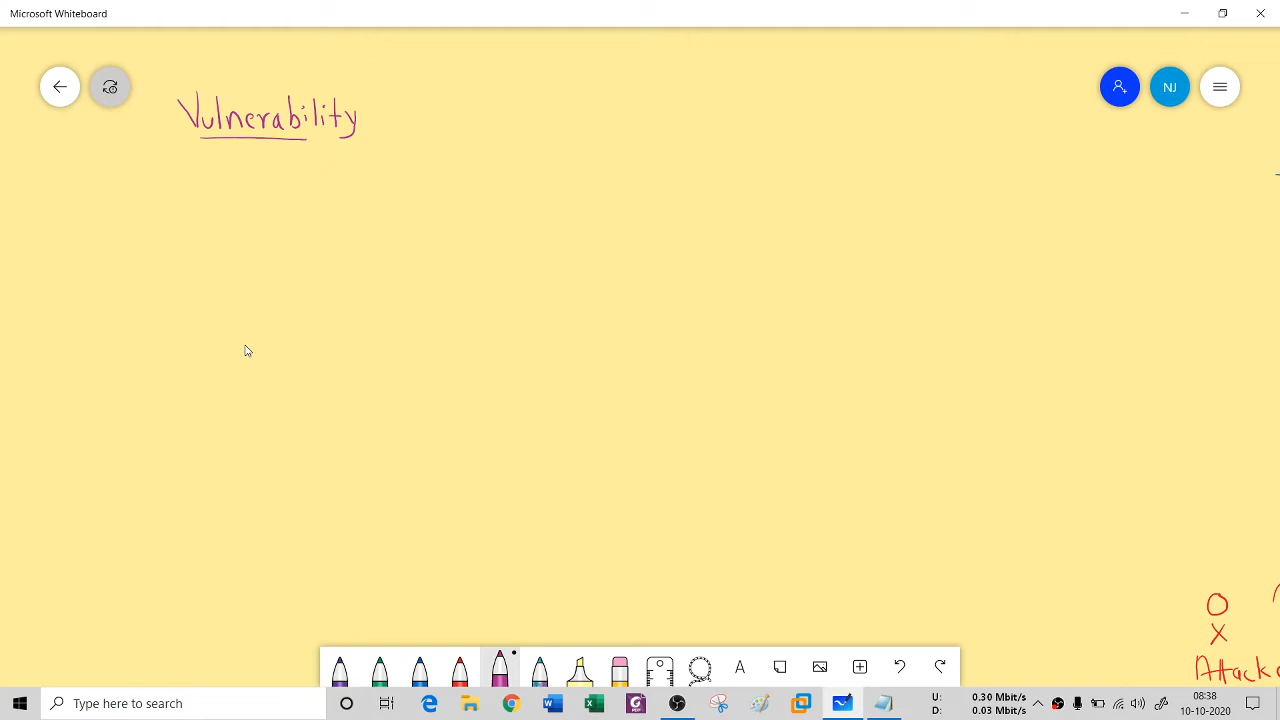 Microsoft Whiteboard
NJ
Vulnerability
Attack
A
Type here to search
U: 0.30 Mbit/s
D: 0.03 Mbit/s
08:38
10-10-2020